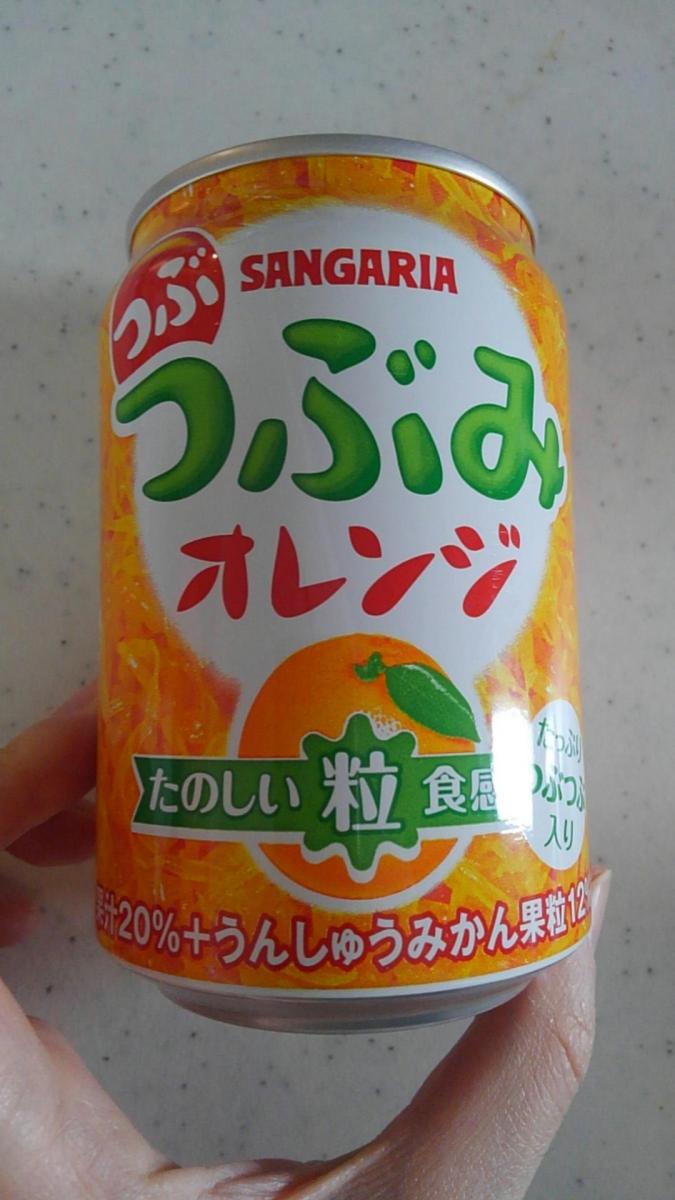 SANGARIA
つぶ
つぶみ
オレンジ
たのしい 粒 食感
たっぷり
つぶつぶ
入り
果汁20%+うんしゅうみかん果粒12%